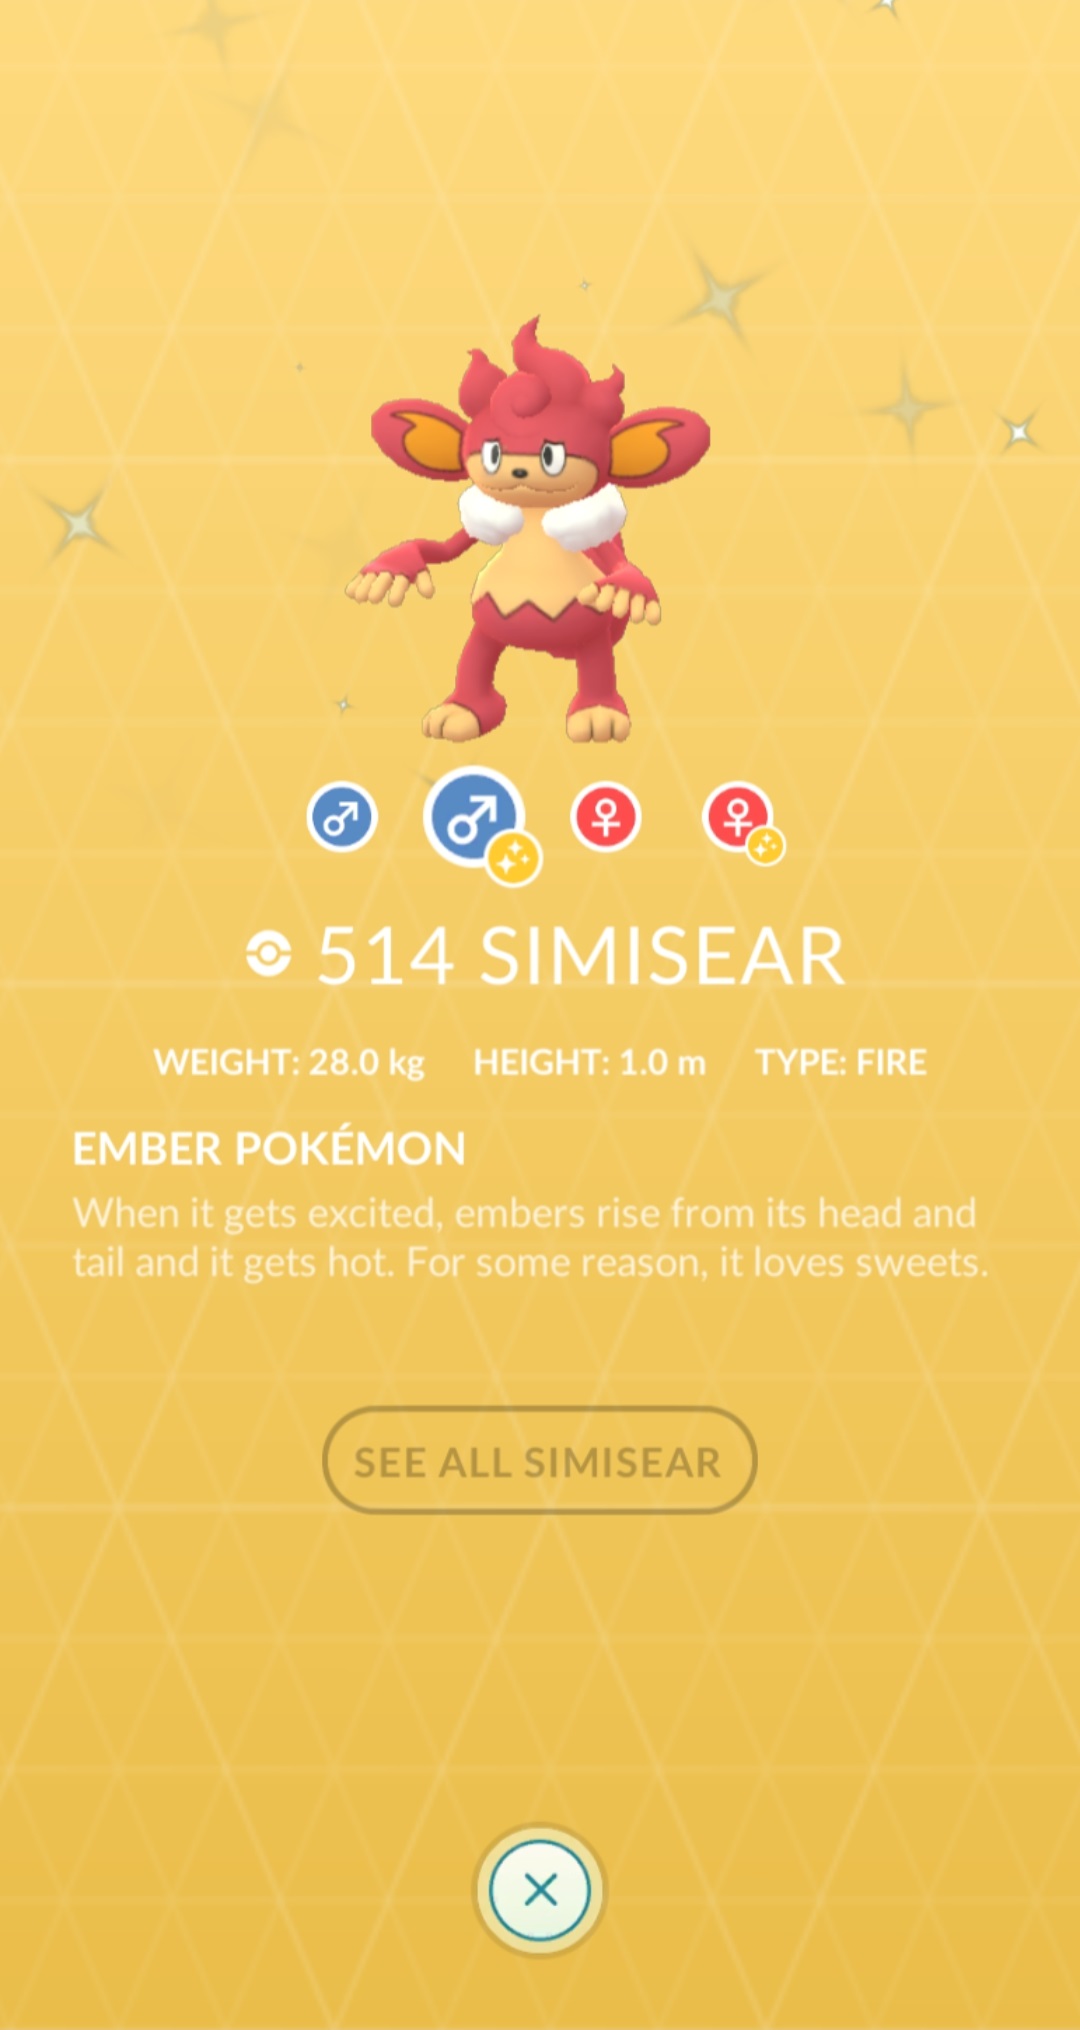 514 SIMISEAR
WEIGHT: 28.0 kg HEIGHT: 1.0 m TYPE: FIRE
EMBER POKÉMON
When it gets excited, embers rise from its head and
tail and it gets hot. For some reason, it loves sweets.
SEE ALL SIMISEAR